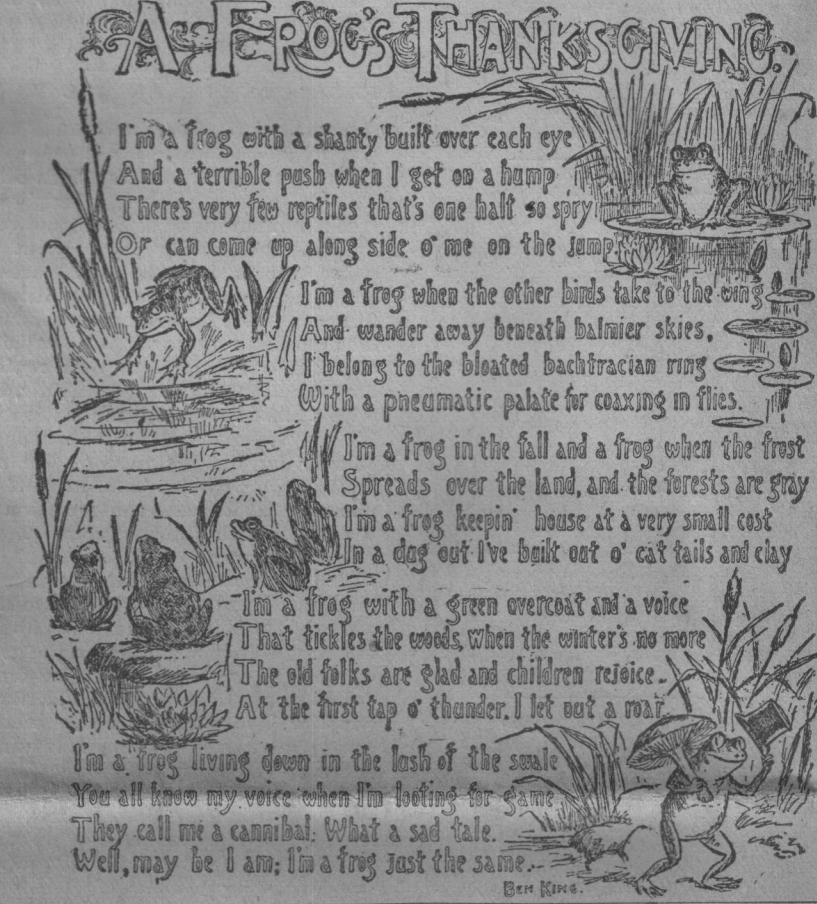 A FROG'S THANKSGIVING.
I'm a frog with a shanty built over each eye
And a terrible push when I get on a hump
There's very few reptiles that's one half so spry
Or can come up along side o' me on the jump
I'm a frog when the other birds take to the wing
And wander away beneath balmier skies,
I belong to the bloated bachtracian ring
With a pneumatic palate for coaxing in flies.
I'm a frog in the fall and a frog when the frost
Spreads over the land, and the forests are gray
I'm a frog keepin' house at a very small cost
In a dug out I've built out o' cat tails and clay
I'm a frog with a green overcoat and a voice
That tickles the woods, when the winter's no more
The old folks are glad and children rejoice.
At the first tap o' thunder. I let out a roar.
I'm a frog living down in the lush of the swale
You all know my voice when I'm looting for game
They call me a cannibal. What a sad tale.
Well, may be I am; I'm a frog just the same.
BEN KING.